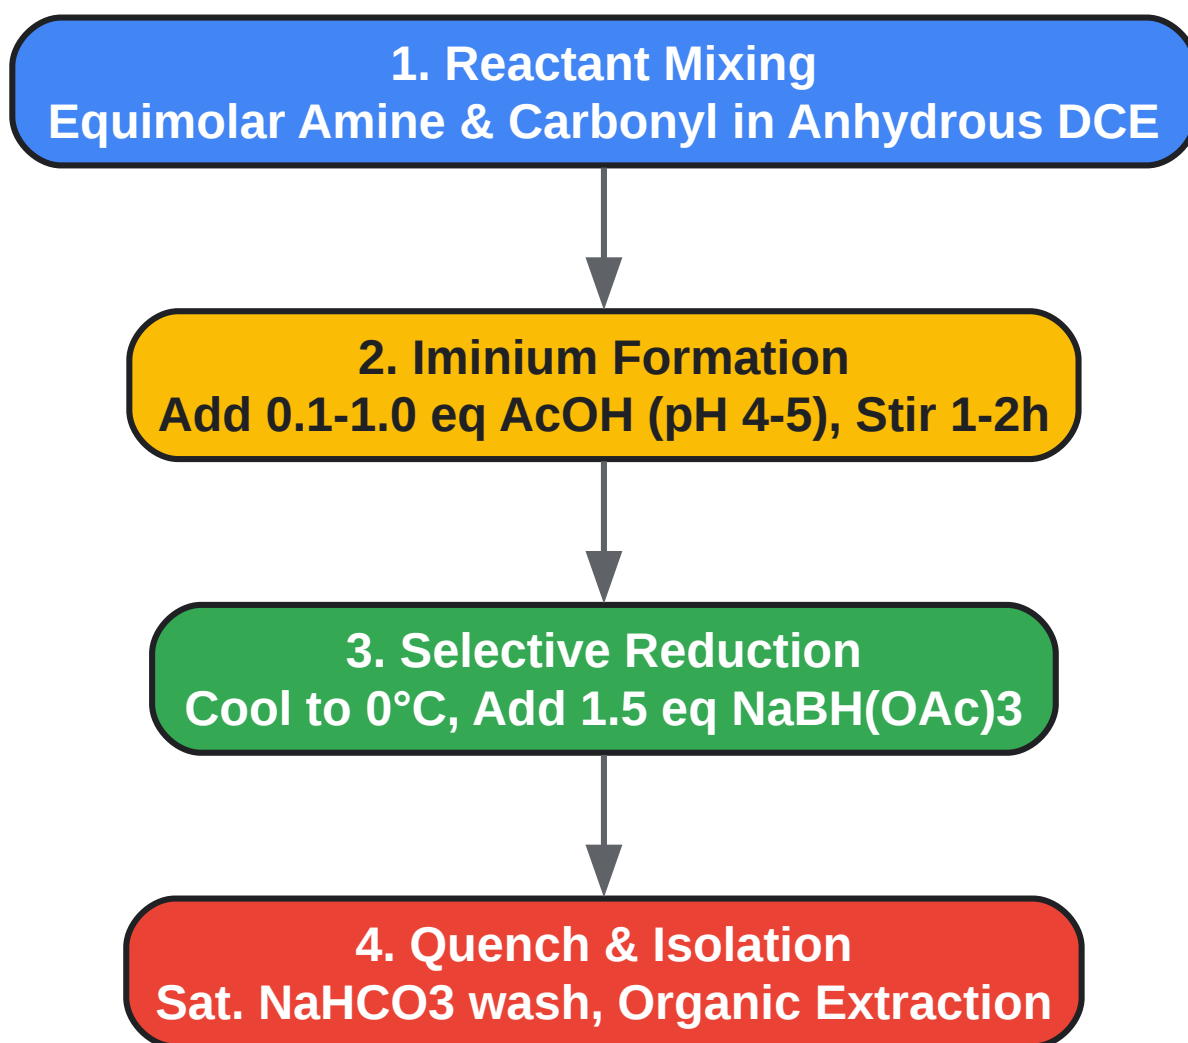 1. Reactant Mixing
Equimolar Amine & Carbonyl in Anhydrous DCE
2. Iminium Formation
Add 0.1-1.0 eq AcOH (pH 4-5), Stir 1-2h
3. Selective Reduction
Cool to 0°C, Add 1.5 eq NaBH(OAc)3
4. Quench & Isolation
Sat. NaHCO3 wash, Organic Extraction